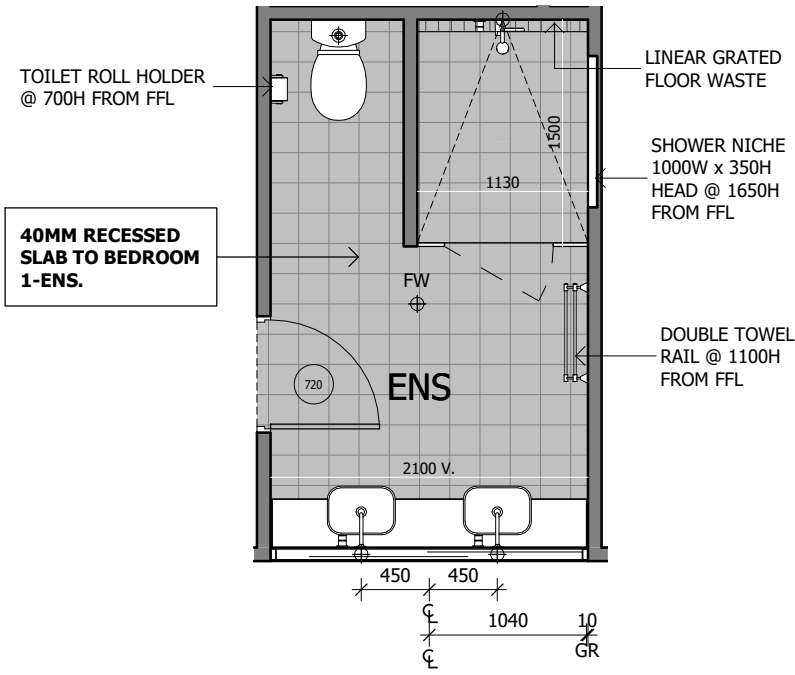 TOILET ROLL HOLDER
@ 700H FROM FFL
LINEAR GRATED
FLOOR WASTE
1500
1130
SHOWER NICHE
1000W x 350H
HEAD @ 1650H
FROM FFL
40MM RECESSED
SLAB TO BEDROOM
1-ENS.
FW
DOUBLE TOWEL
RAIL @ 1100H
FROM FFL
720
ENS
2100 V.
450
450
℄
1040
10
℄
GR